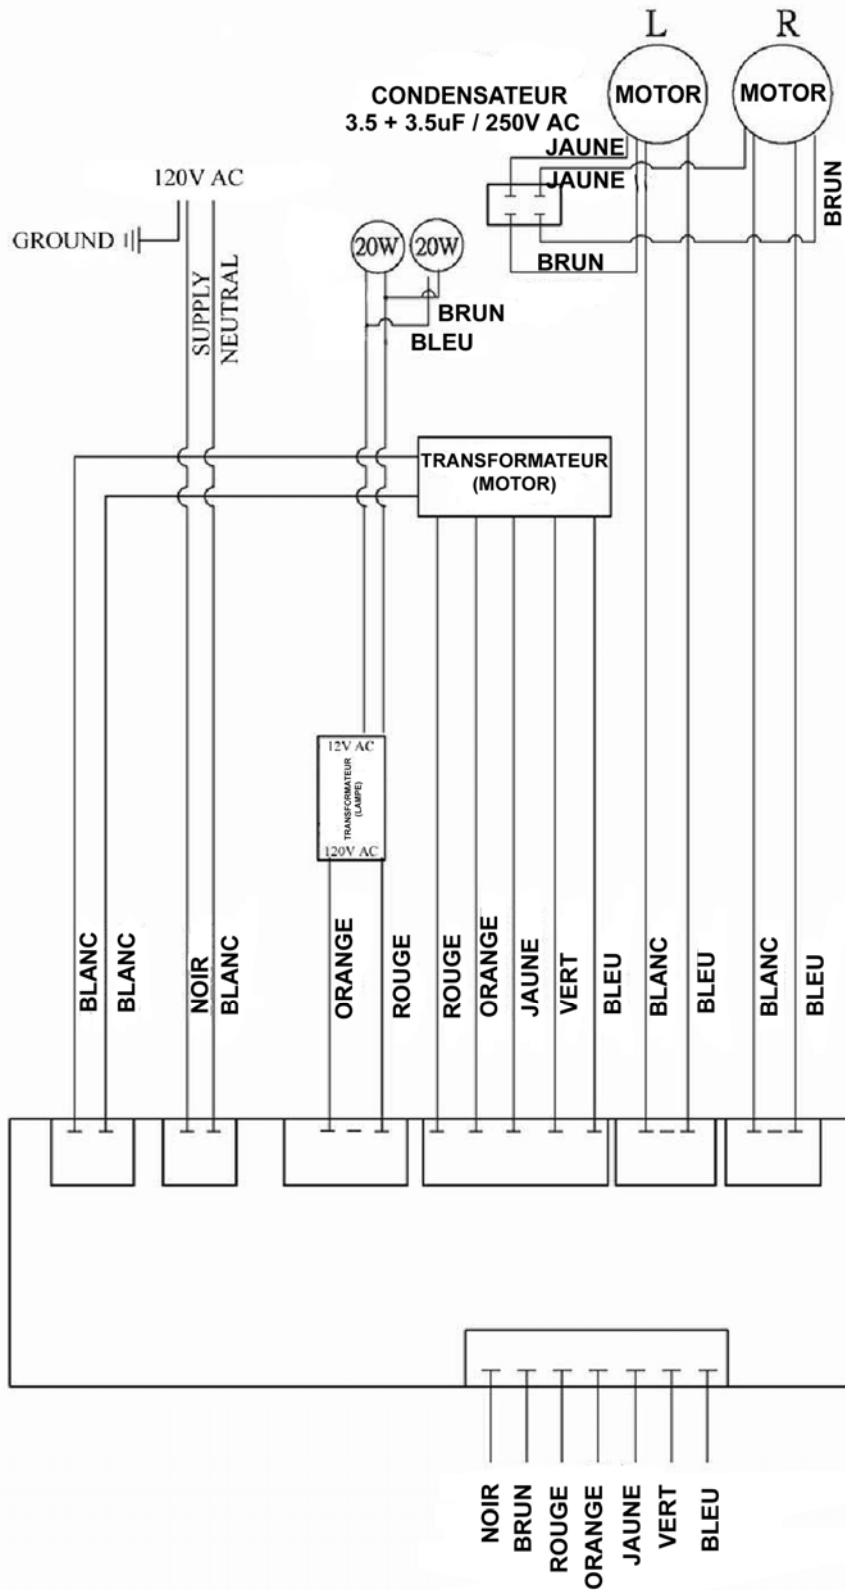 L R
MOTOR MOTOR
CONDENSATEUR
3.5 + 3.5uF / 250V AC
JAUNE
JAUNE
BRUN
BRUN
120V AC
GROUND
SUPPLY
NEUTRAL
20W 20W
BRUN
BLEU
TRANSFORMATEUR
(MOTOR)
12V AC
TRANSFORMATEUR
(LAMPE)
120V AC
BLANC
BLANC
NOIR
BLANC
ORANGE
ROUGE
ROUGE
ORANGE
JAUNE
VERT
BLEU
BLANC
BLEU
BLANC
BLEU
NOIR
BRUN
ROUGE
ORANGE
JAUNE
VERT
BLEU